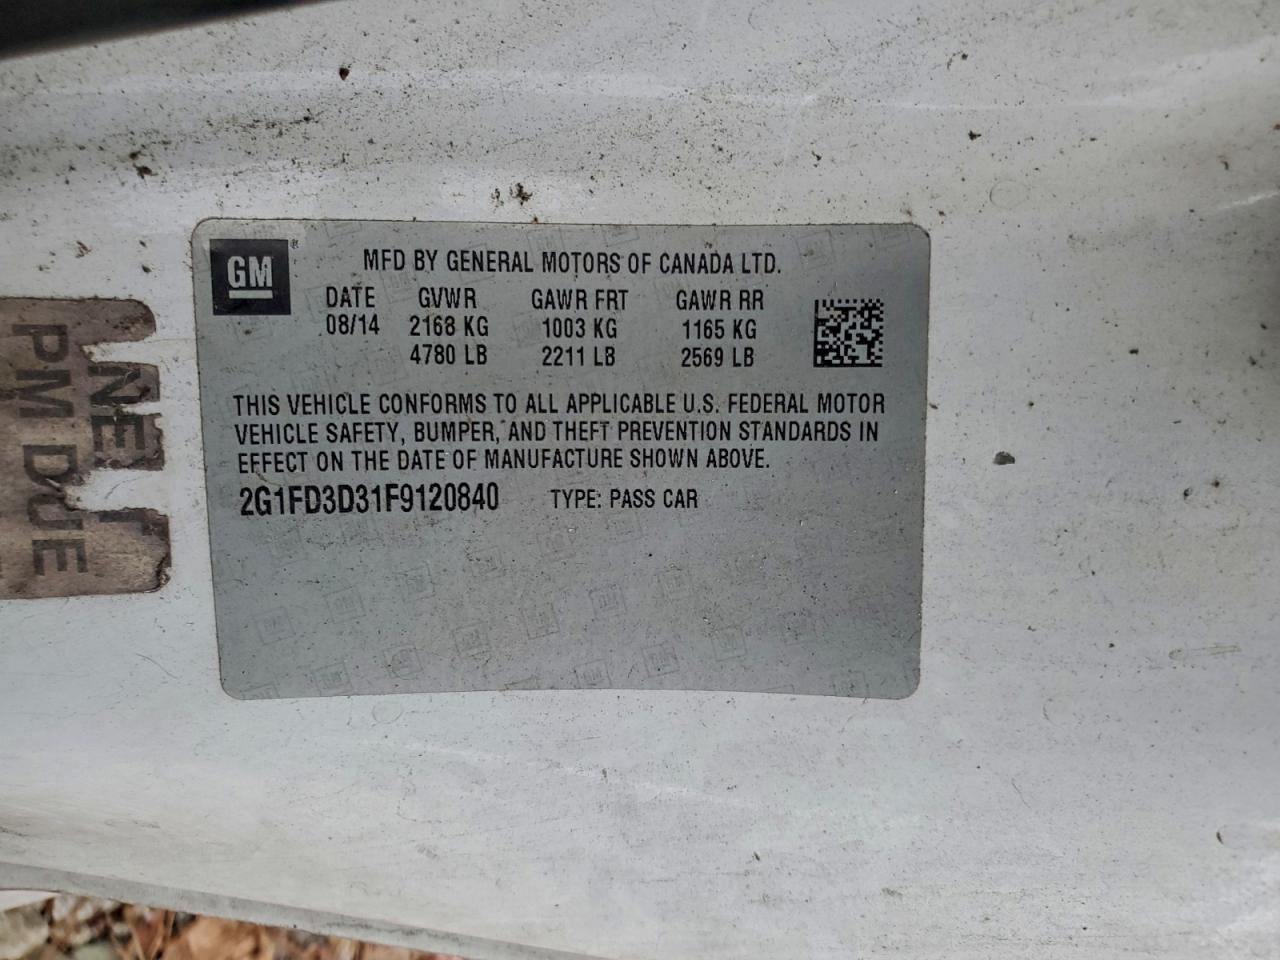 GM®
MFD BY GENERAL MOTORS OF CANADA LTD.
DATE GVWR GAWR FRT GAWR RR
08/14 2168 KG 1003 KG 1165 KG
4780 LB 2211 LB 2569 LB
THIS VEHICLE CONFORMS TO ALL APPLICABLE U.S. FEDERAL MOTOR
VEHICLE SAFETY, BUMPER, AND THEFT PREVENTION STANDARDS IN
EFFECT ON THE DATE OF MANUFACTURE SHOWN ABOVE.
2G1FD3D31F9120840 TYPE: PASS CAR
PM DUE